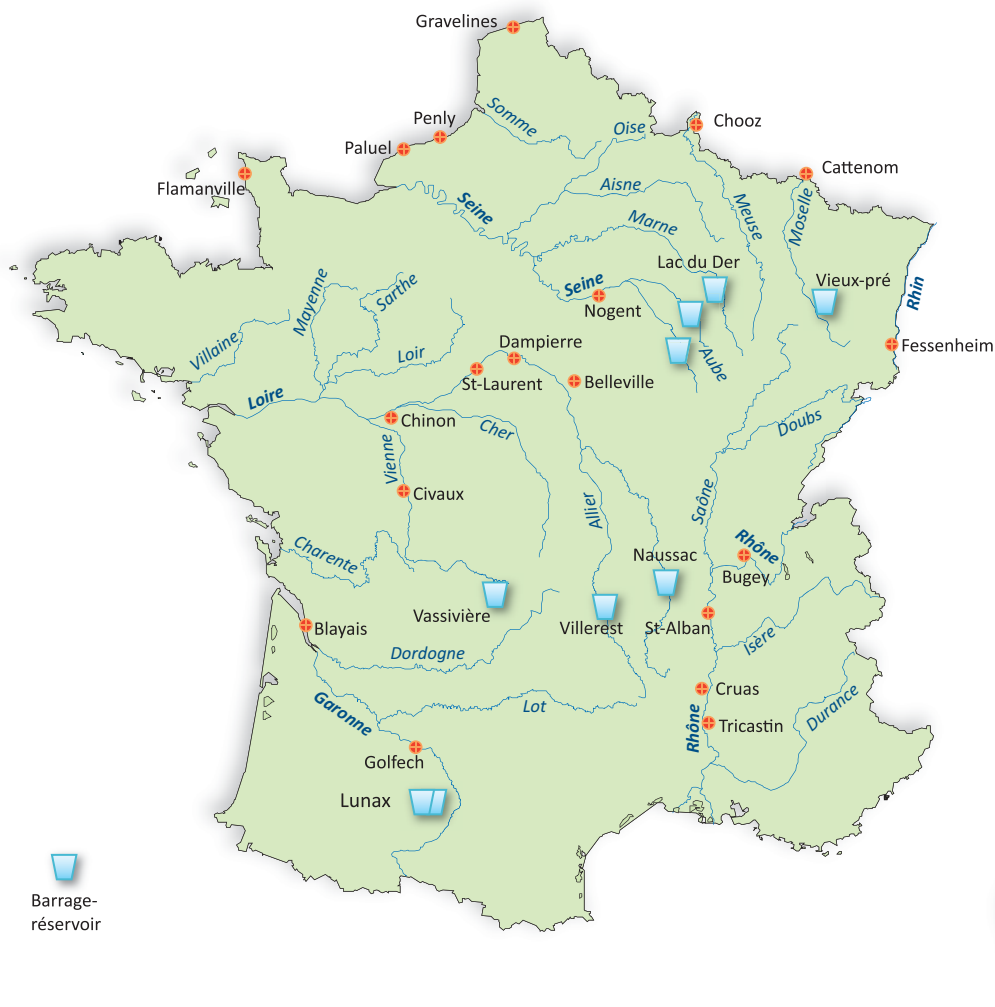 Gravelines
Somme
Penly
Oise
Chooz
Paluel
Cattenom
Flamanville
Aisne
Seine
Meuse
Moselle
Marne
Lac du Der
Vieux-pré
Mayenne
Sarthe
Seine
Nogent
Rhin
Villaine
Loir
Dampierre
Fessenheim
St-Laurent
Belleville
Aube
Loire
Chinon
Cher
Doubs
Vienne
Civaux
Allier
Saône
Charente
Naussac
Rhône
Bugey
Vassivière
Villerest
St-Alban
Blayais
Isère
Dordogne
Cruas
Durance
Garonne
Lot
Rhône
Tricastin
Golfech
Lunax
Barrage-
réservoir